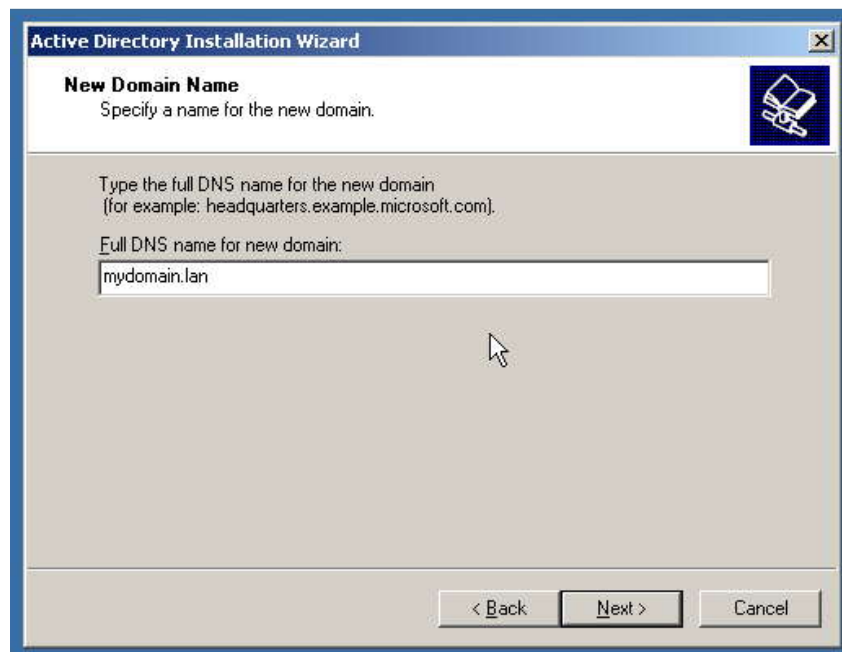 Active Directory Installation Wizard
New Domain Name
Specify a name for the new domain.
Type the full DNS name for the new domain
(for example: headquarters.example.microsoft.com).
Full DNS name for new domain:
mydomain.lan
< Back Next > Cancel